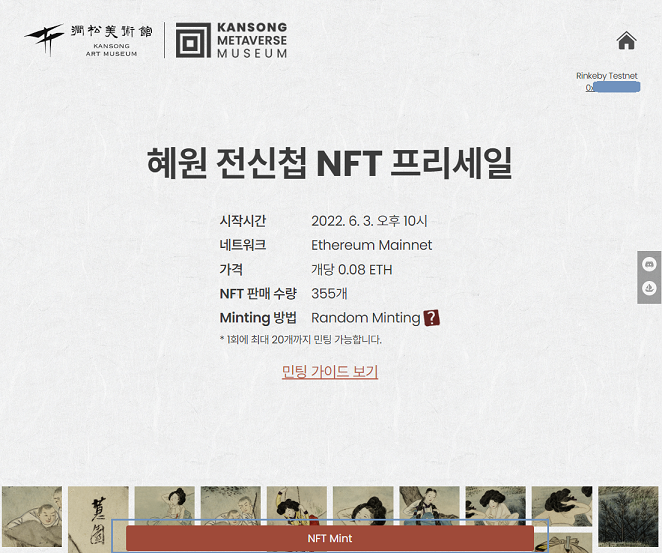 澗松美術館
KANSONG
ART MUSEUM
KANSONG
METAVERSE
MUSEUM
Rinkeby Testnet
혜원 전신첩 NFT 프리세일
시작시간 2022. 6. 3. 오후 10시
네트워크 Ethereum Mainnet
가격 개당 0.08 ETH
NFT 판매 수량 355개
Minting 방법 Random Minting ?
* 1회에 최대 20개까지 민팅 가능합니다.
민팅 가이드 보기
NFT Mint